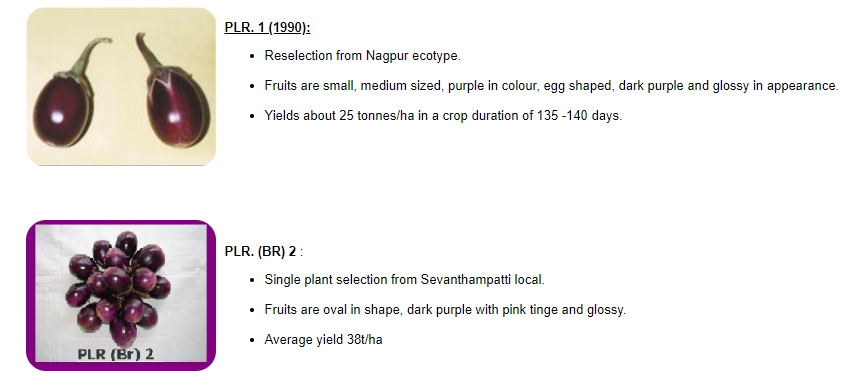 PLR. 1 (1990):
Reselection from Nagpur ecotype.
Fruits are small, medium sized, purple in colour, egg shaped, dark purple and glossy in appearance.
Yields about 25 tonnes/ha in a crop duration of 135 -140 days.
PLR. (BR) 2 :
Single plant selection from Sevanthampatti local.
Fruits are oval in shape, dark purple with pink tinge and glossy.
Average yield 38t/ha
PLR (Br) 2